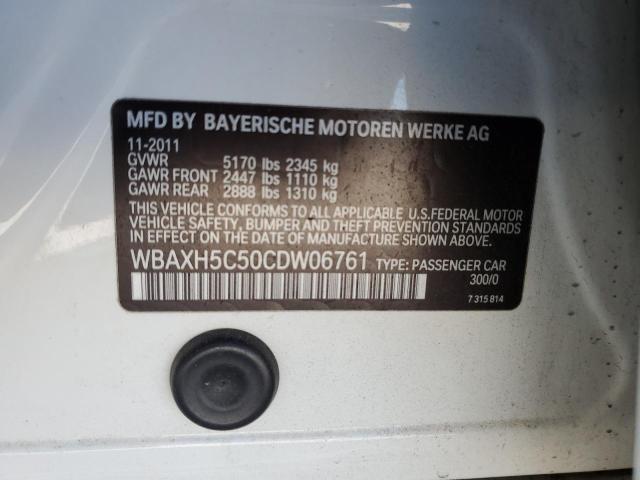 MFD BY BAYERISCHE MOTOREN WERKE AG
11-2011
GVWR 5170 lbs 2345 kg
GAWR FRONT 2447 lbs 1110 kg
GAWR REAR 2888 lbs 1310 kg
THIS VEHICLE CONFORMS TO ALL APPLICABLE U.S.FEDERAL MOTOR
VEHICLE SAFETY, BUMPER AND THEFT PREVENTION STANDARDS
IN EFFECT ON THE DATE OF MANUFACTURE SHOWN ABOVE.
WBAXH5C50CDW06761 TYPE: PASSENGER CAR
300/0
7 315 814